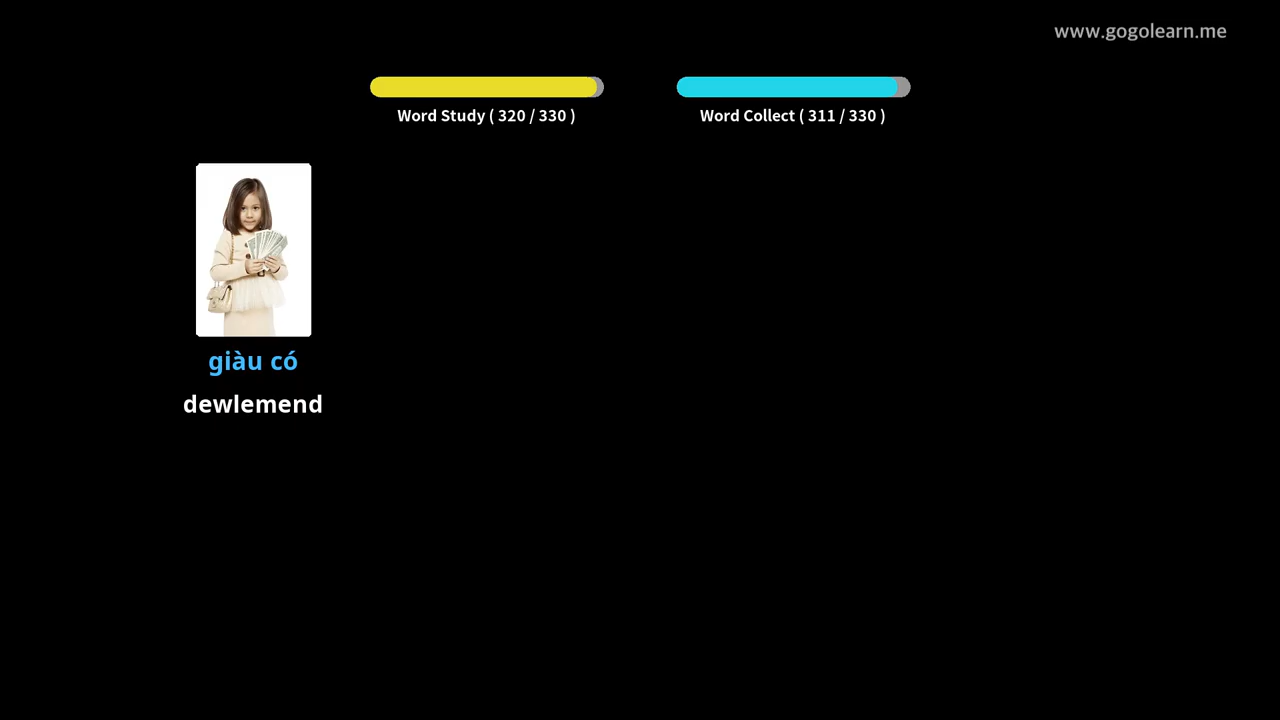 www.gogolearn.me
Word Study ( 320 / 330 )
Word Collect ( 311 / 330 )
giàu có
dewlemend